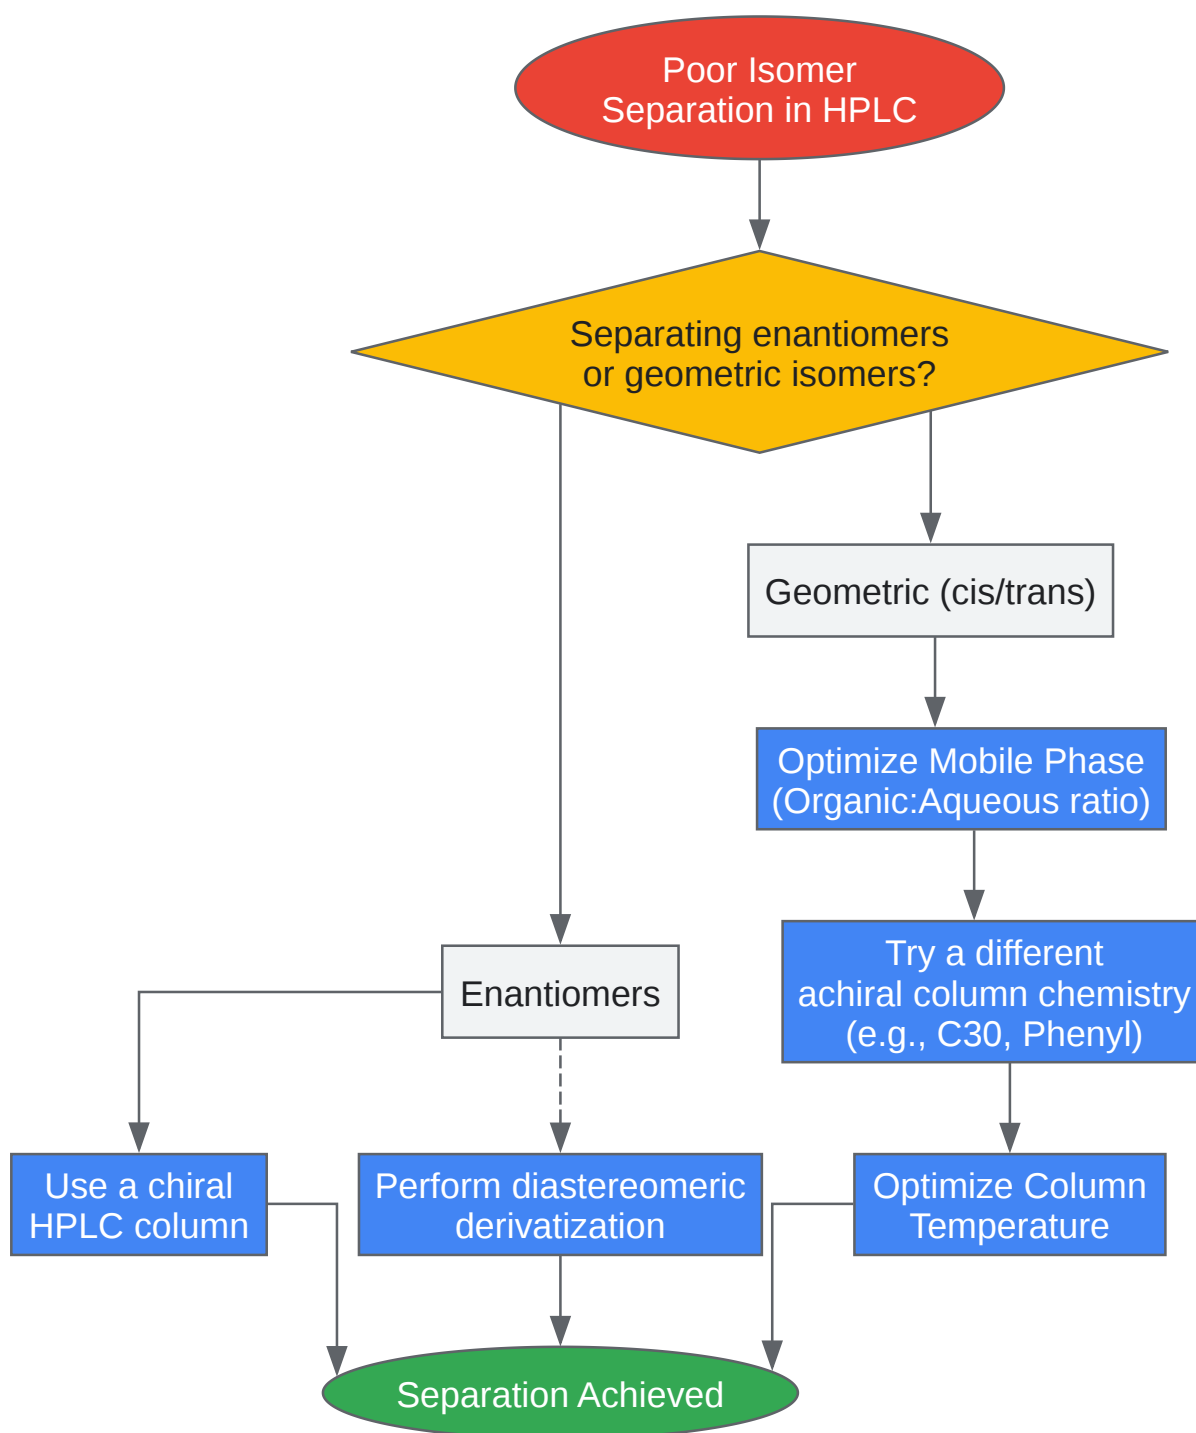 Poor Isomer
Separation in HPLC
Separating enantiomers
or geometric isomers?
Geometric (cis/trans)
Optimize Mobile Phase
(Organic:Aqueous ratio)
Try a different
achiral column chemistry
(e.g., C30, Phenyl)
Enantiomers
Use a chiral
HPLC column
Perform diastereomeric
derivatization
Optimize Column
Temperature
Separation Achieved